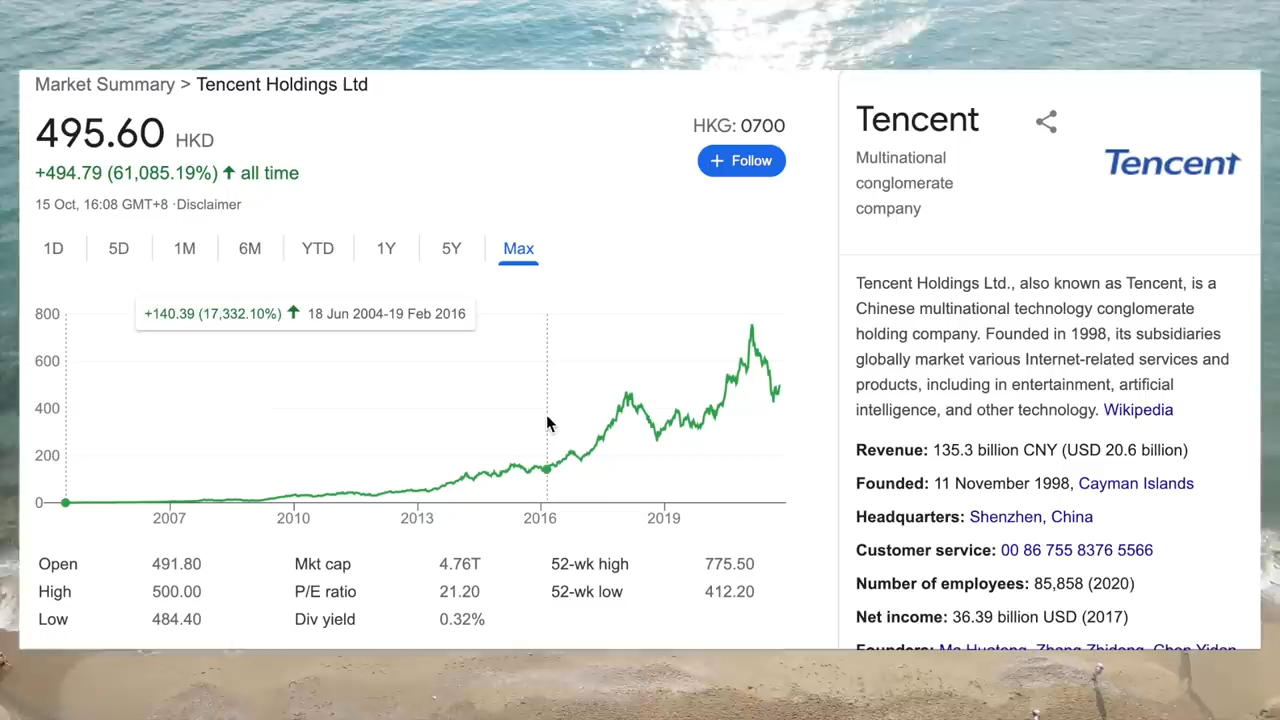 Market Summary > Tencent Holdings Ltd
495.60 HKD
HKG: 0700
+494.79 (61,085.19%) ↑ all time
+ Follow
15 Oct, 16:08 GMT+8 ·Disclaimer
1D 5D 1M 6M YTD 1Y 5Y Max
+140.39 (17,332.10%) ↑ 18 Jun 2004-19 Feb 2016
800
600
400
200
0
2007 2010 2013 2016 2019
Open 491.80 Mkt cap 4.76T 52-wk high 775.50
High 500.00 P/E ratio 21.20 52-wk low 412.20
Low 484.40 Div yield 0.32%
Tencent
Multinational
conglomerate
company
Tencent
Tencent Holdings Ltd., also known as Tencent, is a
Chinese multinational technology conglomerate
holding company. Founded in 1998, its subsidiaries
globally market various Internet-related services and
products, including in entertainment, artificial
intelligence, and other technology. Wikipedia
Revenue: 135.3 billion CNY (USD 20.6 billion)
Founded: 11 November 1998, Cayman Islands
Headquarters: Shenzhen, China
Customer service: 00 86 755 8376 5566
Number of employees: 85,858 (2020)
Net income: 36.39 billion USD (2017)
Founders: Ma Huateng, Zhang Zhidong, Chen Yidan